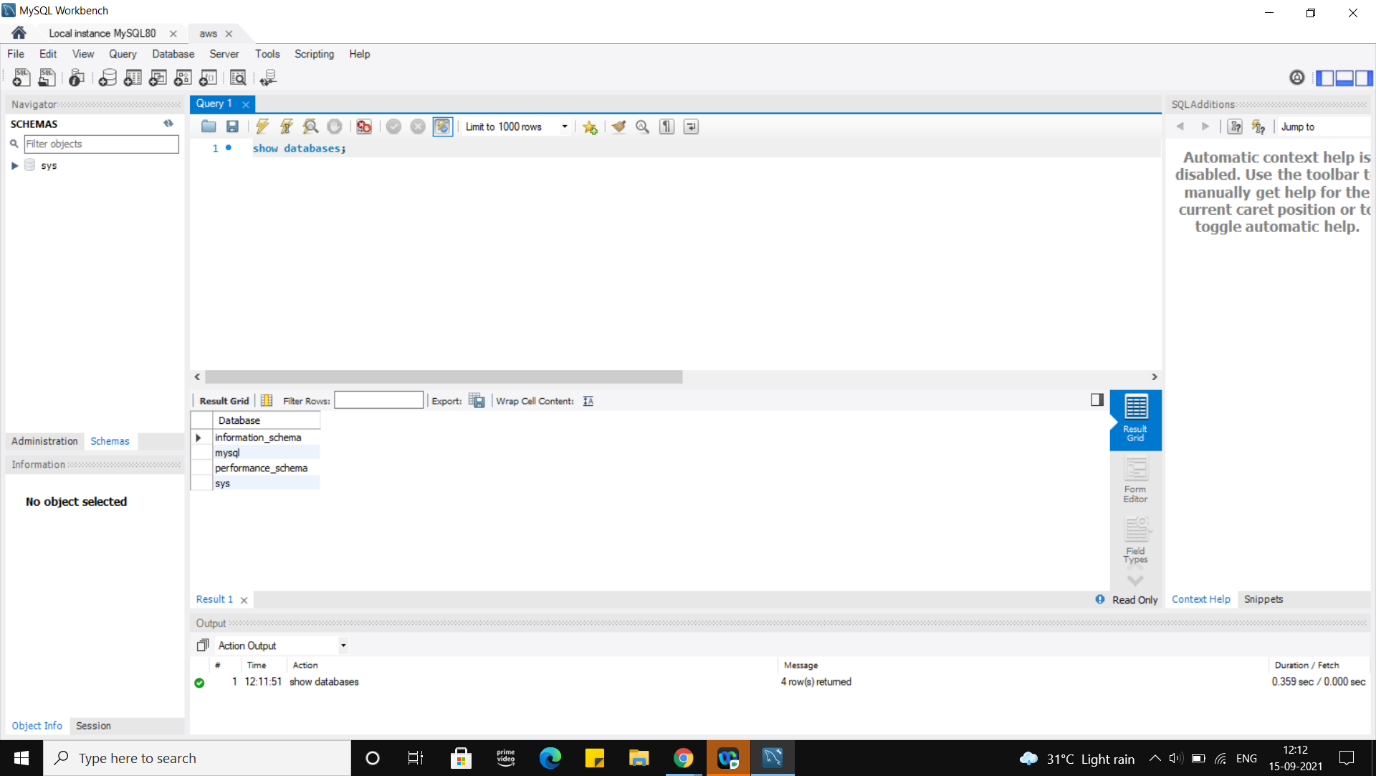 MySQL Workbench
Local instance MySQL80
aws
File Edit View Query Database Server Tools Scripting Help
Navigator
SCHEMAS
Filter objects
sys
Administration Schemas
Information
No object selected
Object Info Session
Query 1
Limit to 1000 rows
1 show databases;
Result Grid Filter Rows: Export: Wrap Cell Content:
Database
information_schema
mysql
performance_schema
sys
Result
Grid
Form
Editor
Field
Types
Result 1
Read Only
SQLAdditions
Jump to
Automatic context help is
disabled. Use the toolbar t
manually get help for the
current caret position or to
toggle automatic help.
Context Help Snippets
Output
Action Output
# Time Action Message Duration / Fetch
1 12:11:51 show databases 4 row(s) returned 0.359 sec / 0.000 sec
Type here to search
prime
video
31°C Light rain
ENG
12:12
15-09-2021